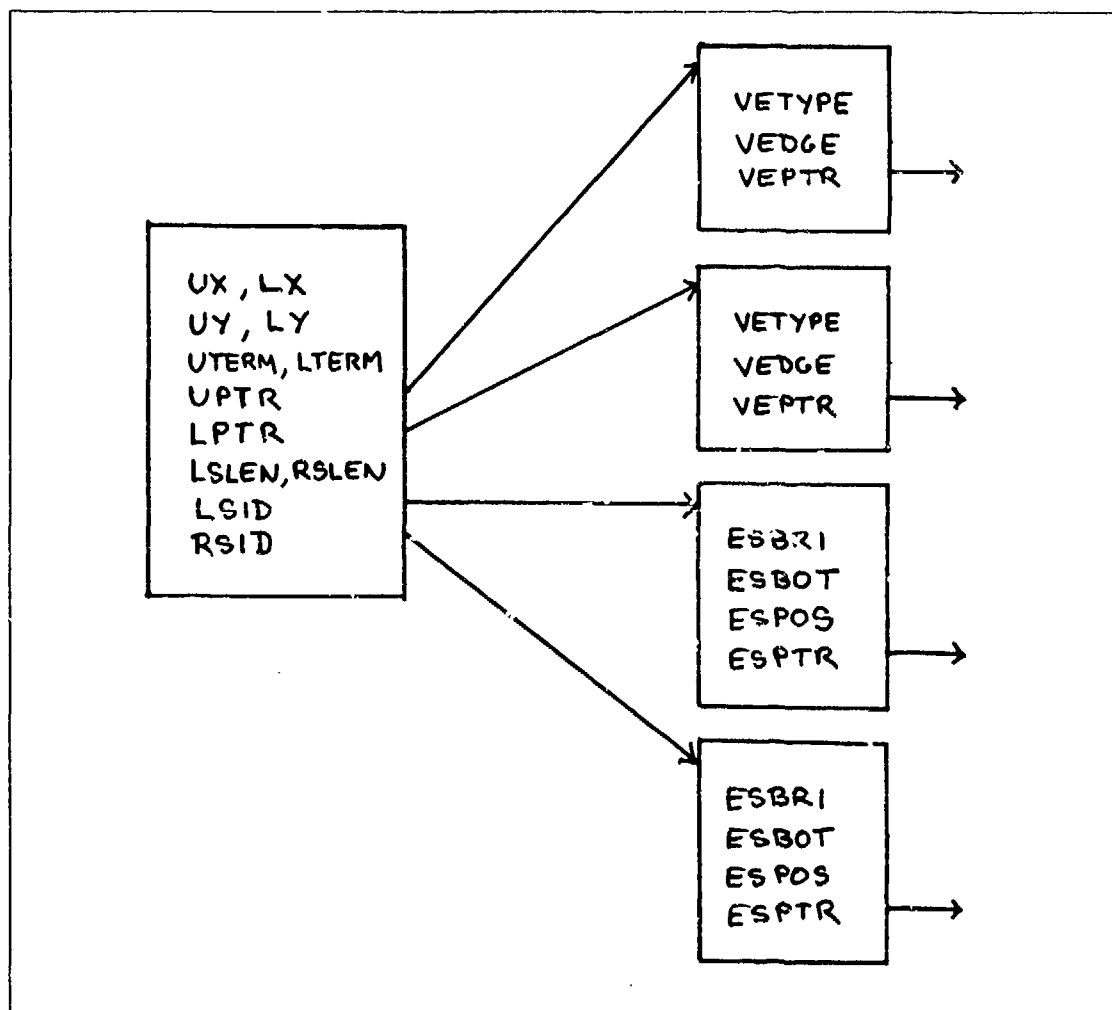 UX, LX
UY, LY
UTERM, LTERM
UPTR
LPTR
LSLEN, RSLEN
LSID
RSID
VETYPE
VEDGE
VEPTR
VETYPE
VEDGE
VEPTR
ESBRI
ESBOT
ESPOS
ESPTR
ESBRI
ESBOT
ESPOS
ESPTR